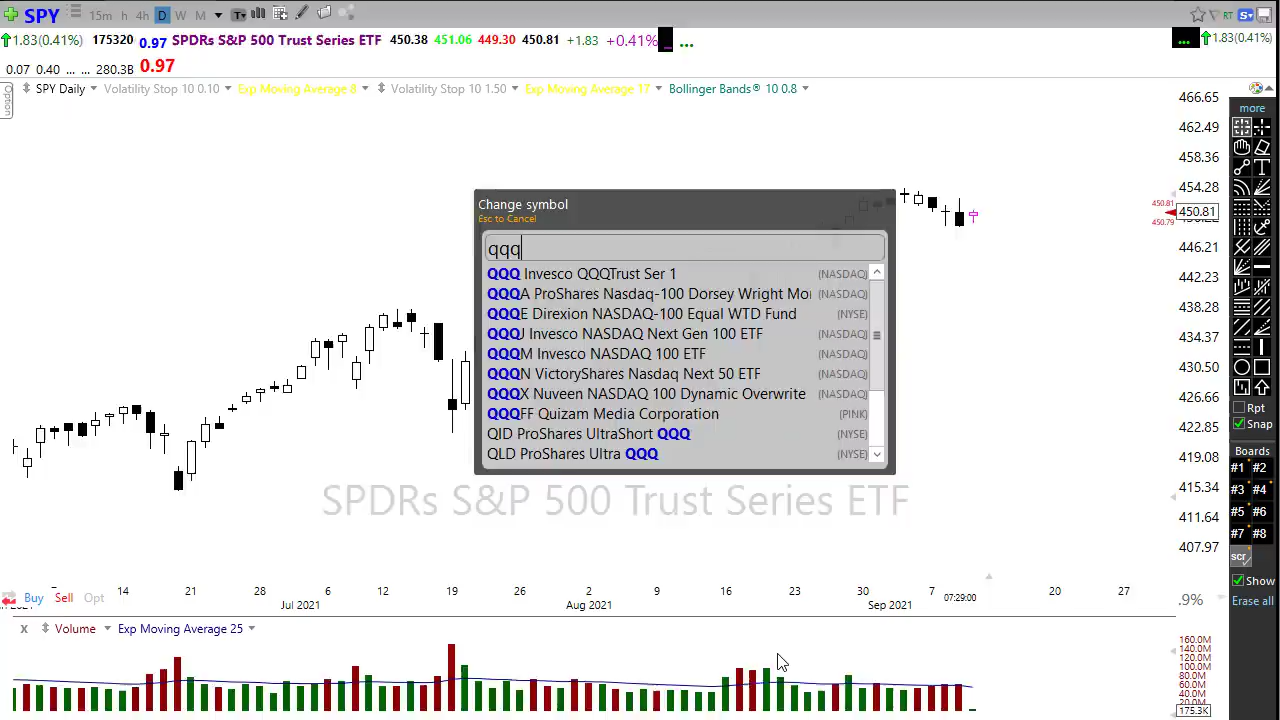 SPY 15m h 4h D W M T RT S
1.83(0.41%) 175320 0.97 SPDRs S&P 500 Trust Series ETF 450.38 451.06 449.30 450.81 +1.83 +0.41% ... ... 1.83(0.41%)
0.07 0.40 ... ... 280.3B 0.97
Option
SPY Daily Volatility Stop 10 0.10 Exp Moving Average 8 Volatility Stop 10 1.50 Exp Moving Average 17 Bollinger Bands® 10 0.8
466.65
462.49
458.36
454.28
450.81
450.81
450.79
446.21
442.23
438.28
434.37
430.50
426.66
422.85
419.08
415.34
411.64
407.97
more
Rpt
Snap
Boards
#1 #2
#3 #4
#5 #6
#7 #8
scr
Show
Erase all
Change symbol
Esc to Cancel
qqq
QQQ Invesco QQQTrust Ser 1 (NASDAQ)
QQQA ProShares Nasdaq-100 Dorsey Wright Mo (NASDAQ)
QQQE Direxion NASDAQ-100 Equal WTD Fund (NYSE)
QQQJ Invesco NASDAQ Next Gen 100 ETF (NASDAQ)
QQQM Invesco NASDAQ 100 ETF (NASDAQ)
QQQN VictoryShares Nasdaq Next 50 ETF (NASDAQ)
QQQX Nuveen NASDAQ 100 Dynamic Overwrite (NASDAQ)
QQQFF Quizam Media Corporation (PINK)
QID ProShares UltraShort QQQ (NYSE)
QLD ProShares Ultra QQQ (NYSE)
SPDRs S&P 500 Trust Series ETF
14 21 28 6 12 19 26 2 9 16 23 30 7 07:29:00 20 27
Buy Sell Opt .9%
Jul 2021 Aug 2021 Sep 2021
x Volume Exp Moving Average 25
160.0M
140.0M
120.0M
100.0M
80.0M
60.0M
40.0M
20.0M
175.3K